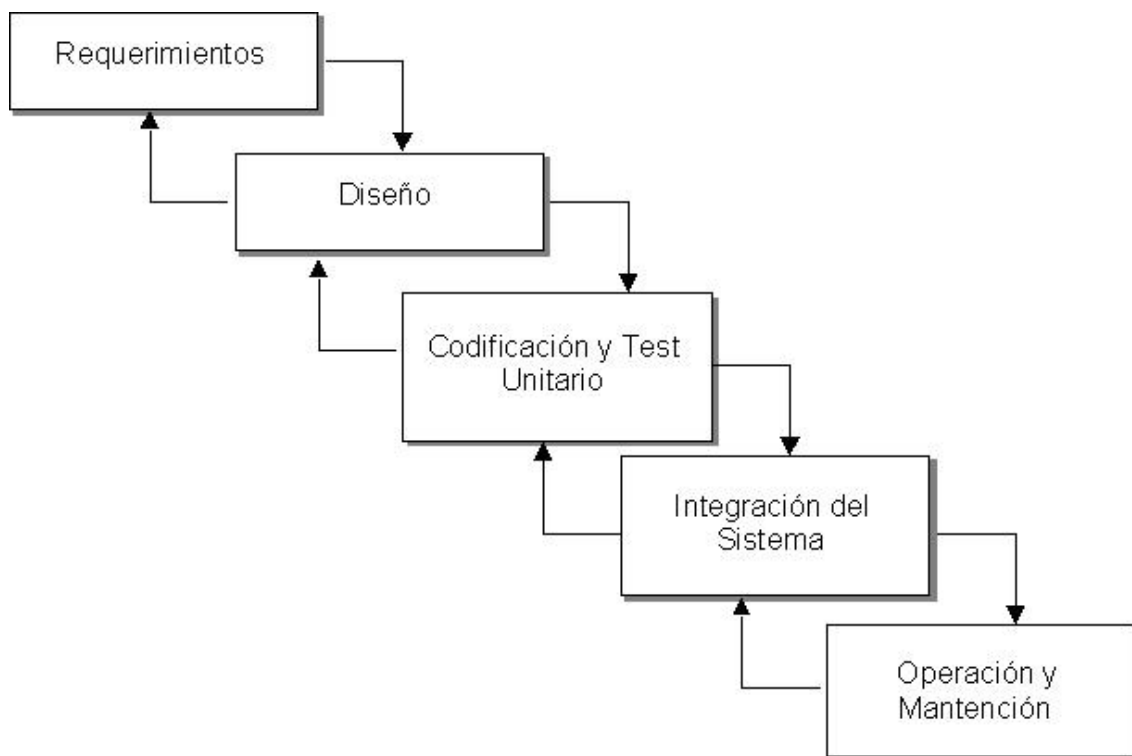 Requerimientos
Diseño
Codificación y Test
Unitario
Integración del
Sistema
Operación y
Mantención